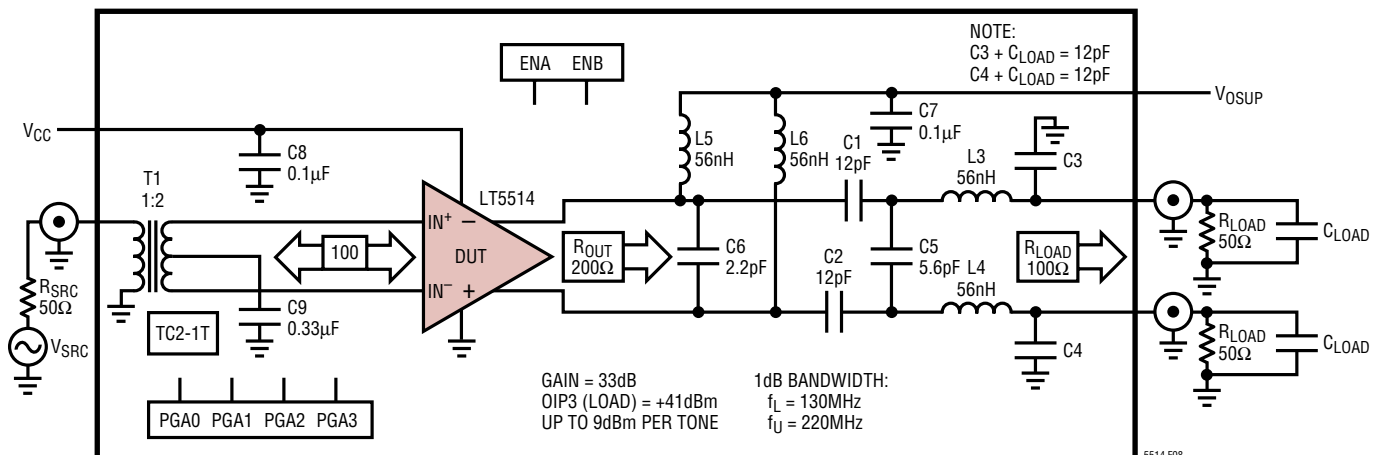 ENA ENB
NOTE:
C3 + CLOAD = 12pF
C4 + CLOAD = 12pF
VOSUP
VCC
C8
0.1µF
L5
56nH
L6
56nH
C7
0.1µF
C1
12pF
L3
56nH
C3
T1
1:2
LT5514
IN+ −
DUT
IN− +
100
ROUT
200Ω
C6
2.2pF
C2
12pF
C5
5.6pF
L4
56nH
RLOAD
100Ω
RLOAD
50Ω
CLOAD
RSRC
50Ω
VSRC
TC2-1T
C9
0.33µF
C4
RLOAD
50Ω
CLOAD
PGA0 PGA1 PGA2 PGA3
GAIN = 33dB
OIP3 (LOAD) = +41dBm
UP TO 9dBm PER TONE
1dB BANDWIDTH:
fL = 130MHz
fU = 220MHz